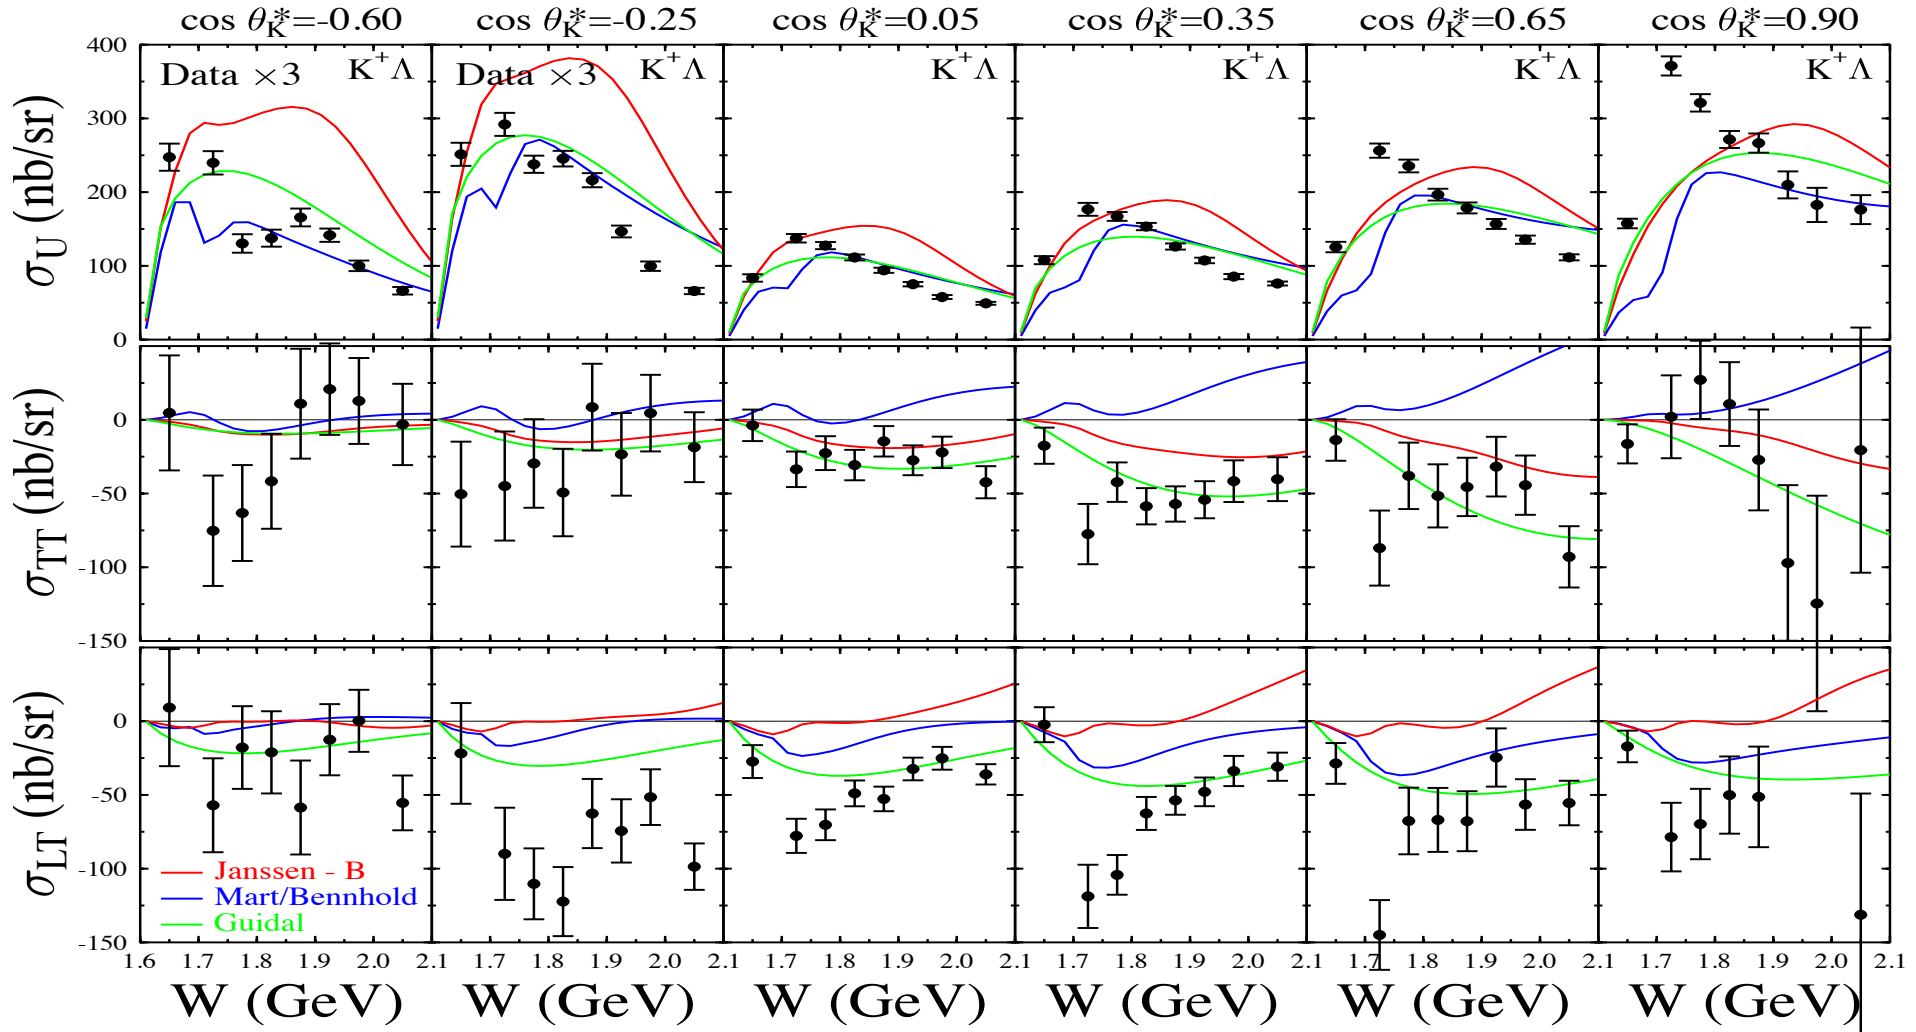 cos θK*=-0.60 cos θK*=-0.25 cos θK*=0.05 cos θK*=0.35 cos θK*=0.65 cos θK*=0.90
400
Data ×3 K⁺Λ Data ×3 K⁺Λ K⁺Λ K⁺Λ K⁺Λ K⁺Λ
300
σU (nb/sr)
200
100
0
0
σTT (nb/sr)
-50
-100
-150
0
σLT (nb/sr)
-50
-100
Janssen - B
Mart/Bennhold
Guidal
-150
1.6 1.7 1.8 1.9 2.0 2.1 1.7 1.8 1.9 2.0 2.1 1.7 1.8 1.9 2.0 2.1 1.7 1.8 1.9 2.0 2.1 1.7 1.8 1.9 2.0 2.1 1.7 1.8 1.9 2.0 2.1
W (GeV) W (GeV) W (GeV) W (GeV) W (GeV) W (GeV)